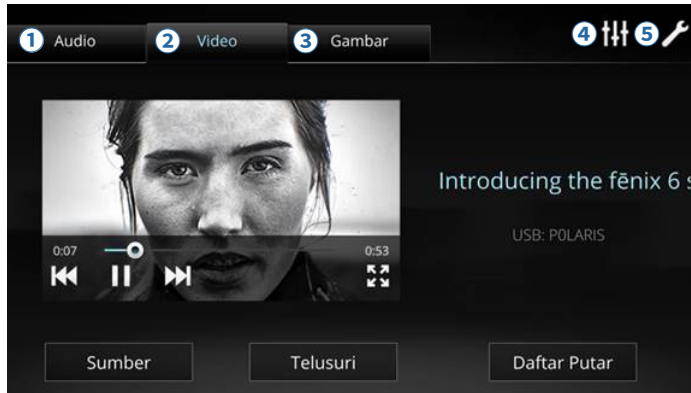 1 Audio 2 Video 3 Gambar 4 5
Introducing the fēnix 6 s
0:07 0:53
USB: P0LARIS
Sumber Telusuri Daftar Putar